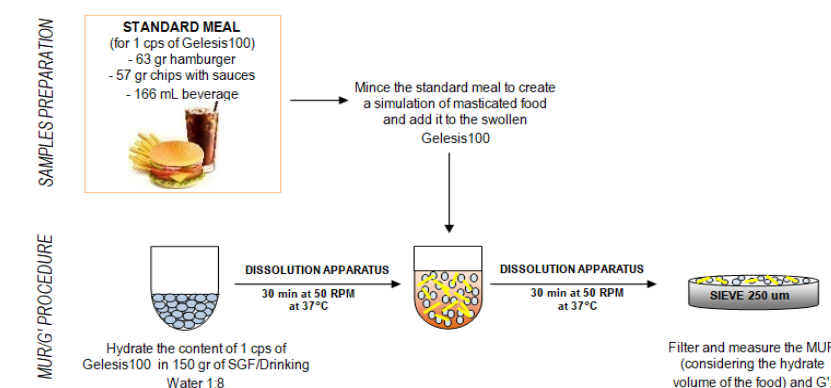 SAMPLES PREPARATION
STANDARD MEAL
(for 1 cps of Gelesis100)
- 63 gr hamburger
- 57 gr chips with sauces
- 166 mL beverage
Mince the standard meal to create
a simulation of masticated food
and add it to the swollen
Gelesis100
MUR/G' PROCEDURE
DISSOLUTION APPARATUS
30 min at 50 RPM
at 37°C
DISSOLUTION APPARATUS
30 min at 50 RPM
at 37°C
SIEVE 250 um
Hydrate the content of 1 cps of
Gelesis100 in 150 gr of SGF/Drinking
Water 1:8
Filter and measure the MUR
(considering the hydrate
volume of the food) and G'.